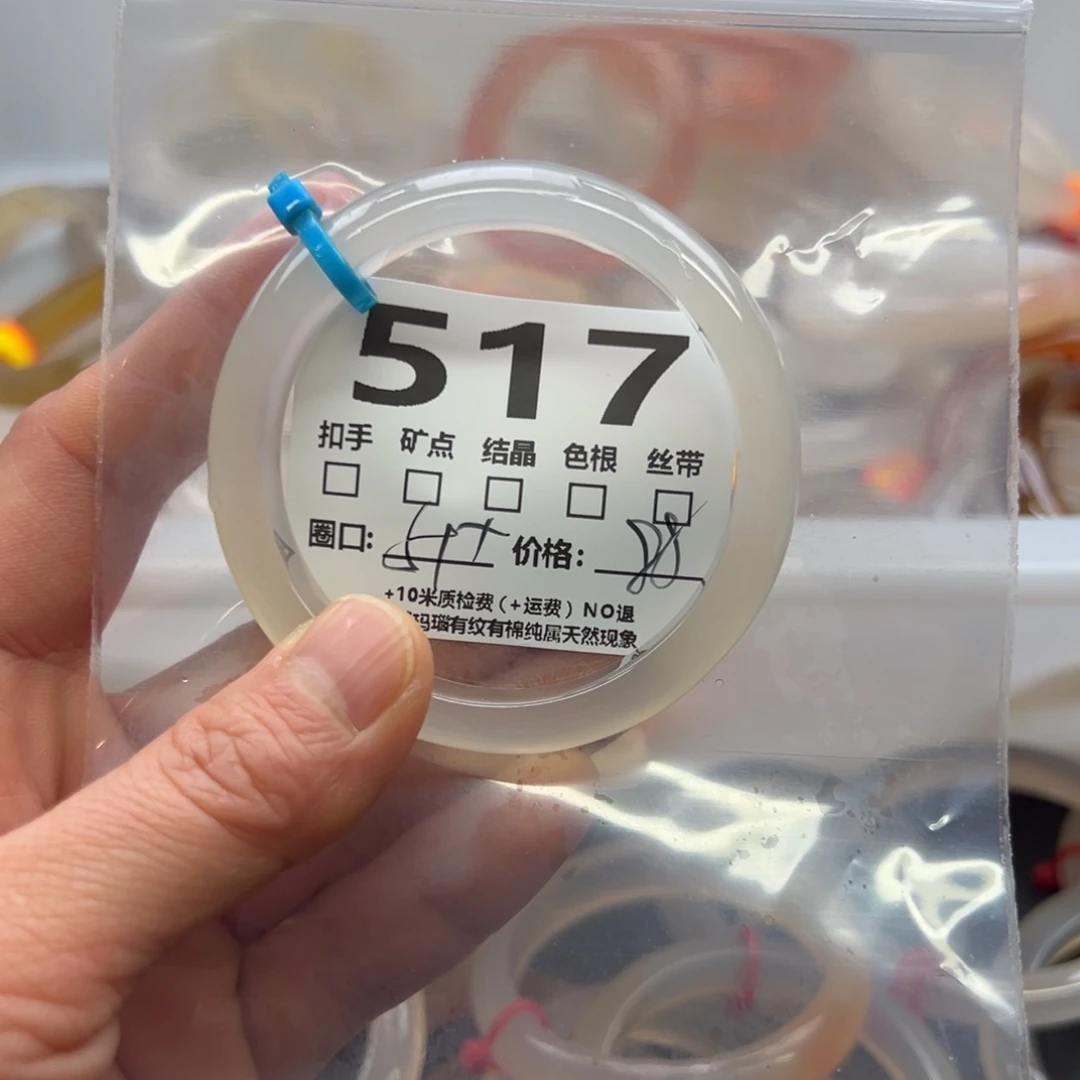 517
扣手 矿点 结晶 色根 丝带
圈口: 价格:
+10米质检费(+运费)NO退
玛瑙有纹有棉纯属天然现象